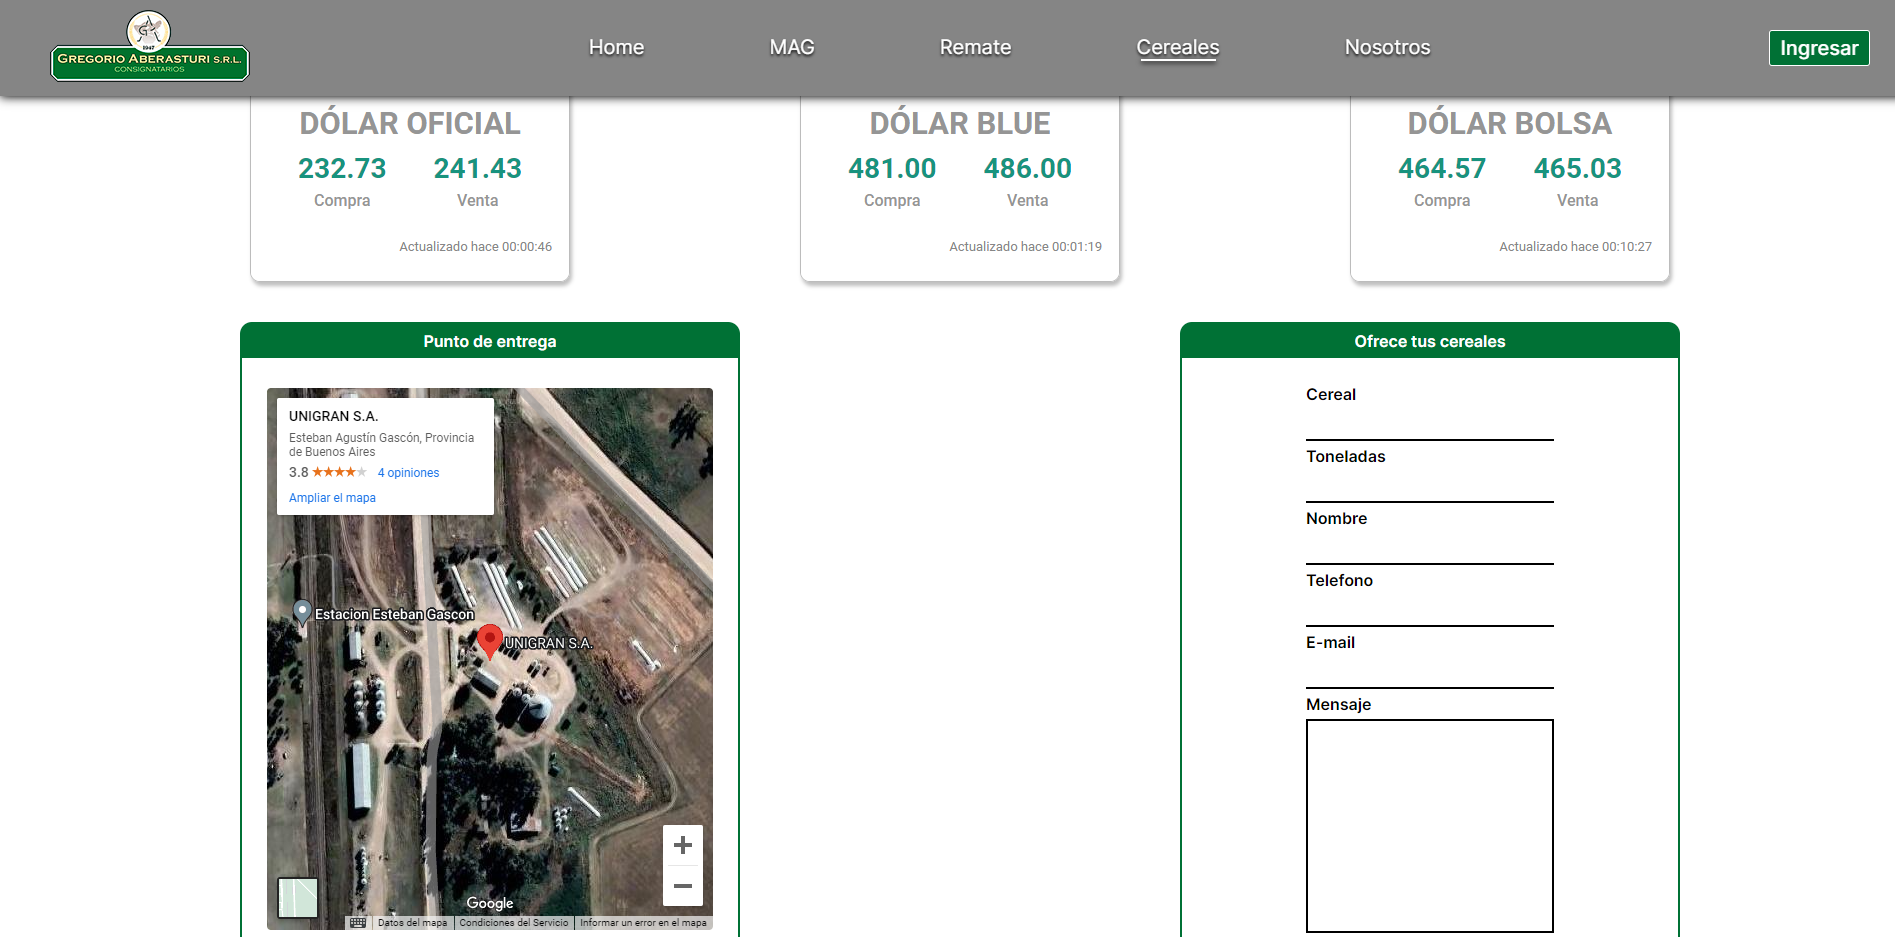 1947
GREGORIO ABERASTURI S.R.L.
CONSIGNATARIOS
Home
MAG
Remate
Cereales
Nosotros
Ingresar
DÓLAR OFICIAL
232.73
241.43
Compra
Venta
Actualizado hace 00:00:46
DÓLAR BLUE
481.00
486.00
Compra
Venta
Actualizado hace 00:01:19
DÓLAR BOLSA
464.57
465.03
Compra
Venta
Actualizado hace 00:10:27
Punto de entrega
UNIGRAN S.A.
Esteban Agustín Gascón, Provincia
de Buenos Aires
3.8
4 opiniones
Ampliar el mapa
Estacion Esteban Gascon
UNIGRAN S.A.
Google
Datos del mapa
Condiciones del Servicio
Informar un error en el mapa
Ofrece tus cereales
Cereal
Toneladas
Nombre
Telefono
E-mail
Mensaje